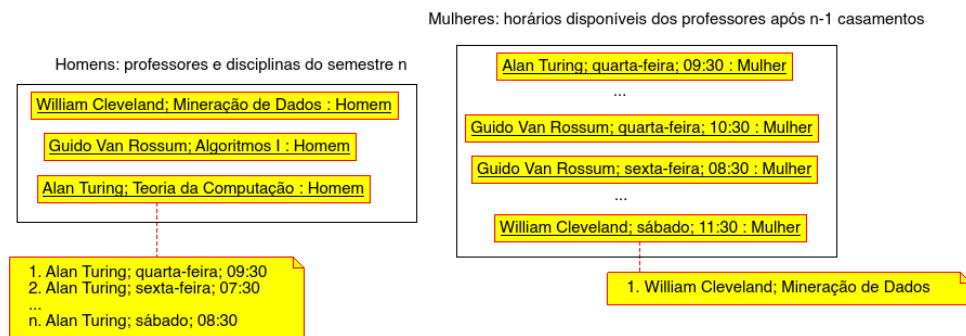 Mulheres: horários disponíveis dos professores após n-1 casamentos
Homens: professores e disciplinas do semestre n
Alan Turing; quarta-feira; 09:30 : Mulher
...
William Cleveland; Mineração de Dados : Homem
Guido Van Rossum; quarta-feira; 10:30 : Mulher
Guido Van Rossum; Algoritmos I : Homem
Guido Van Rossum; sexta-feira; 08:30 : Mulher
Alan Turing; Teoria da Computação : Homem
...
William Cleveland; sábado; 11:30 : Mulher
1. Alan Turing; quarta-feira; 09:30
2. Alan Turing; sexta-feira; 07:30
...
n. Alan Turing; sábado; 08:30
1. William Cleveland; Mineração de Dados